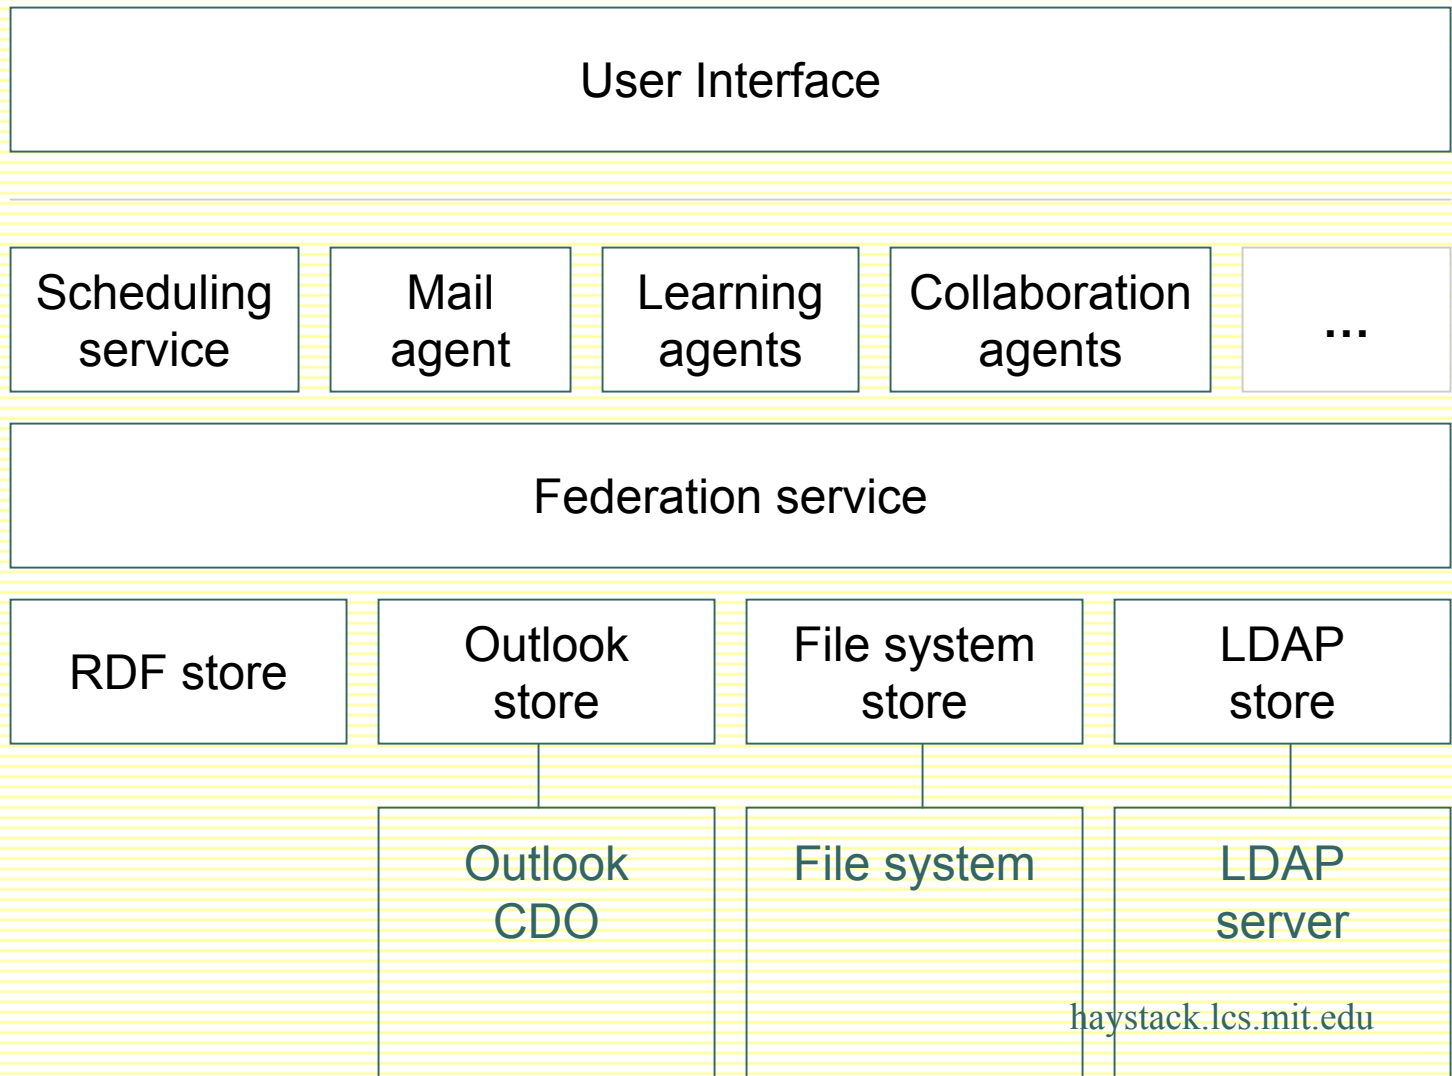 User Interface
Scheduling
service
Mail
agent
Learning
agents
Collaboration
agents
...
Federation service
RDF store
Outlook
store
File system
store
LDAP
store
Outlook
CDO
File system
LDAP
server
haystack.lcs.mit.edu